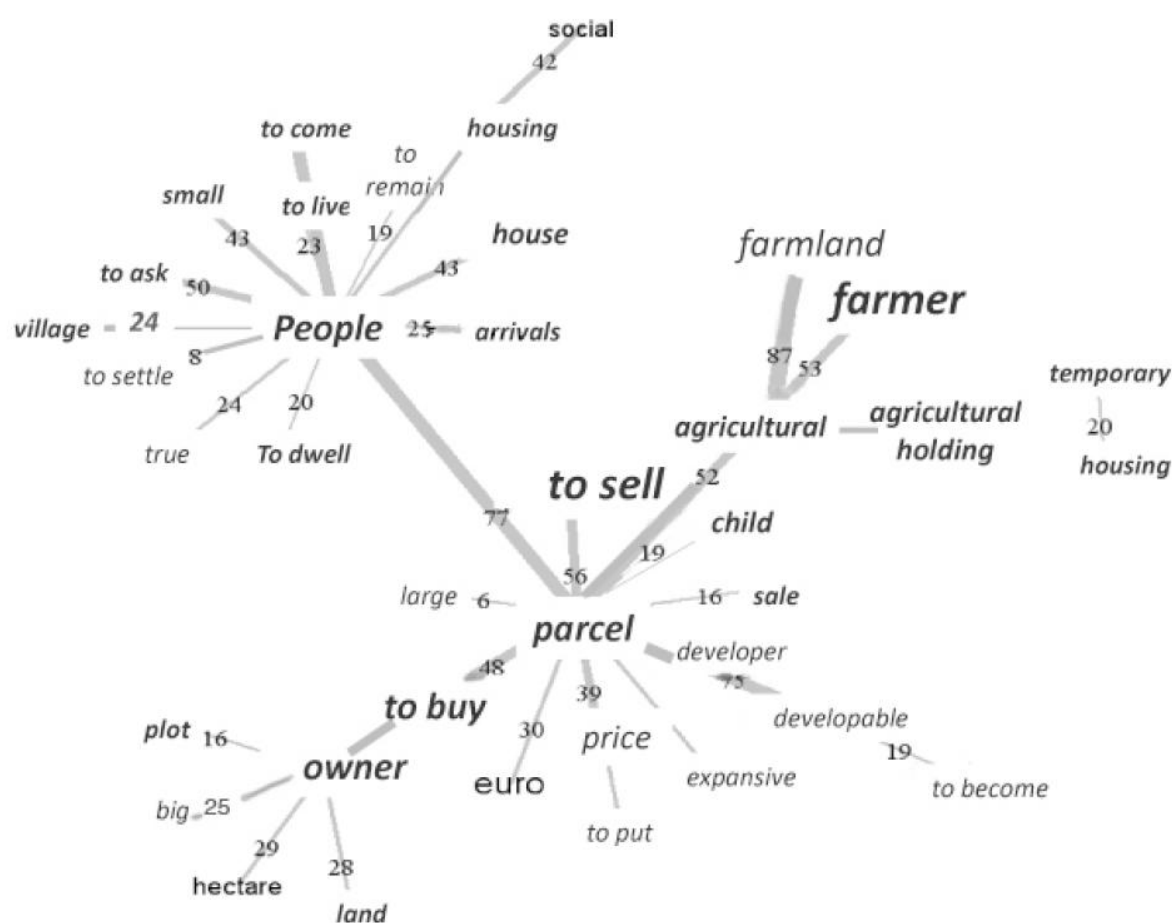 social
42
to come
housing
to
remain
small
to live
43
23
19
house
43
farmland
to ask
50
farmer
village
24
People
25
arrivals
8
to settle
87
53
temporary
24
20
agricultural
agricultural
holding
20
true
To dwell
housing
to sell
52
77
child
19
56
large
6
16
sale
parcel
developer
48
75
39
to buy
developable
plot
16
30
price
19
owner
expansive
euro
to become
big
25
to put
29
28
hectare
land